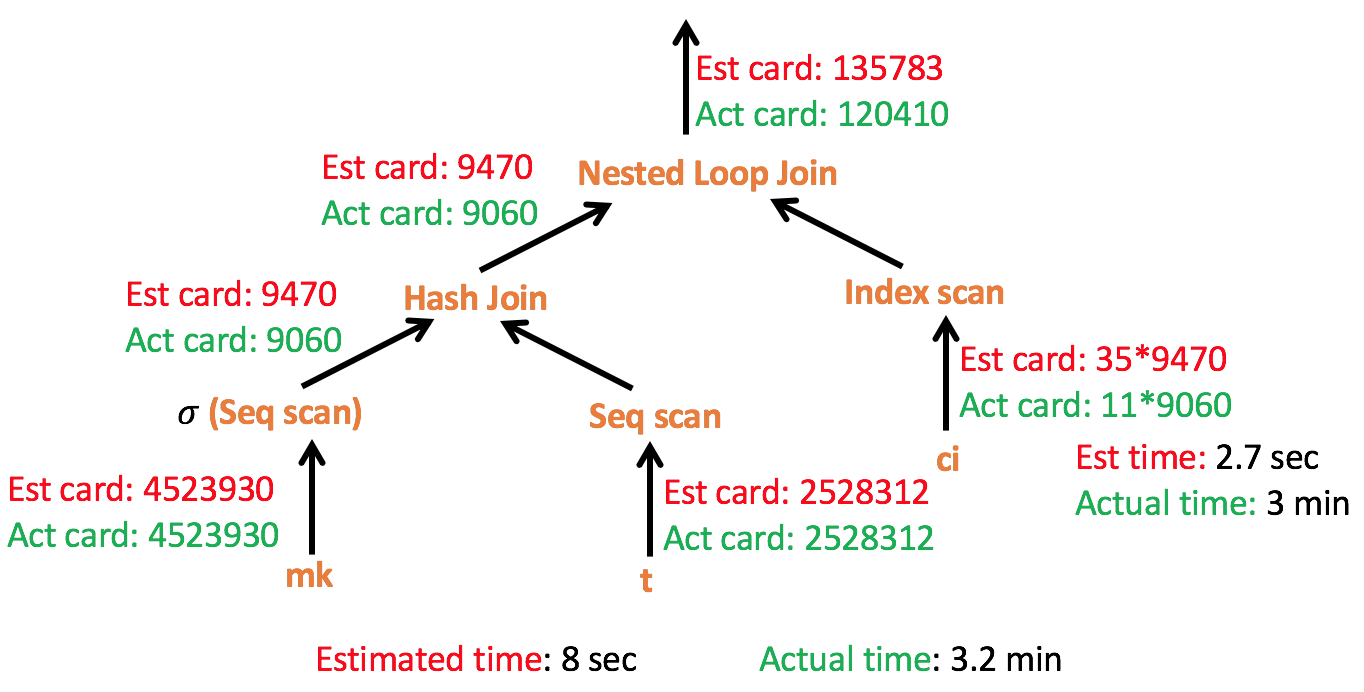 Est card: 135783
Act card: 120410
Est card: 9470
Act card: 9060
Nested Loop Join
Est card: 9470
Act card: 9060
Hash Join
Index scan
Est card: 35*9470
Act card: 11*9060
σ (Seq scan)
Seq scan
ci
Est time: 2.7 sec
Actual time: 3 min
Est card: 4523930
Act card: 4523930
Est card: 2528312
Act card: 2528312
mk
t
Estimated time: 8 sec
Actual time: 3.2 min